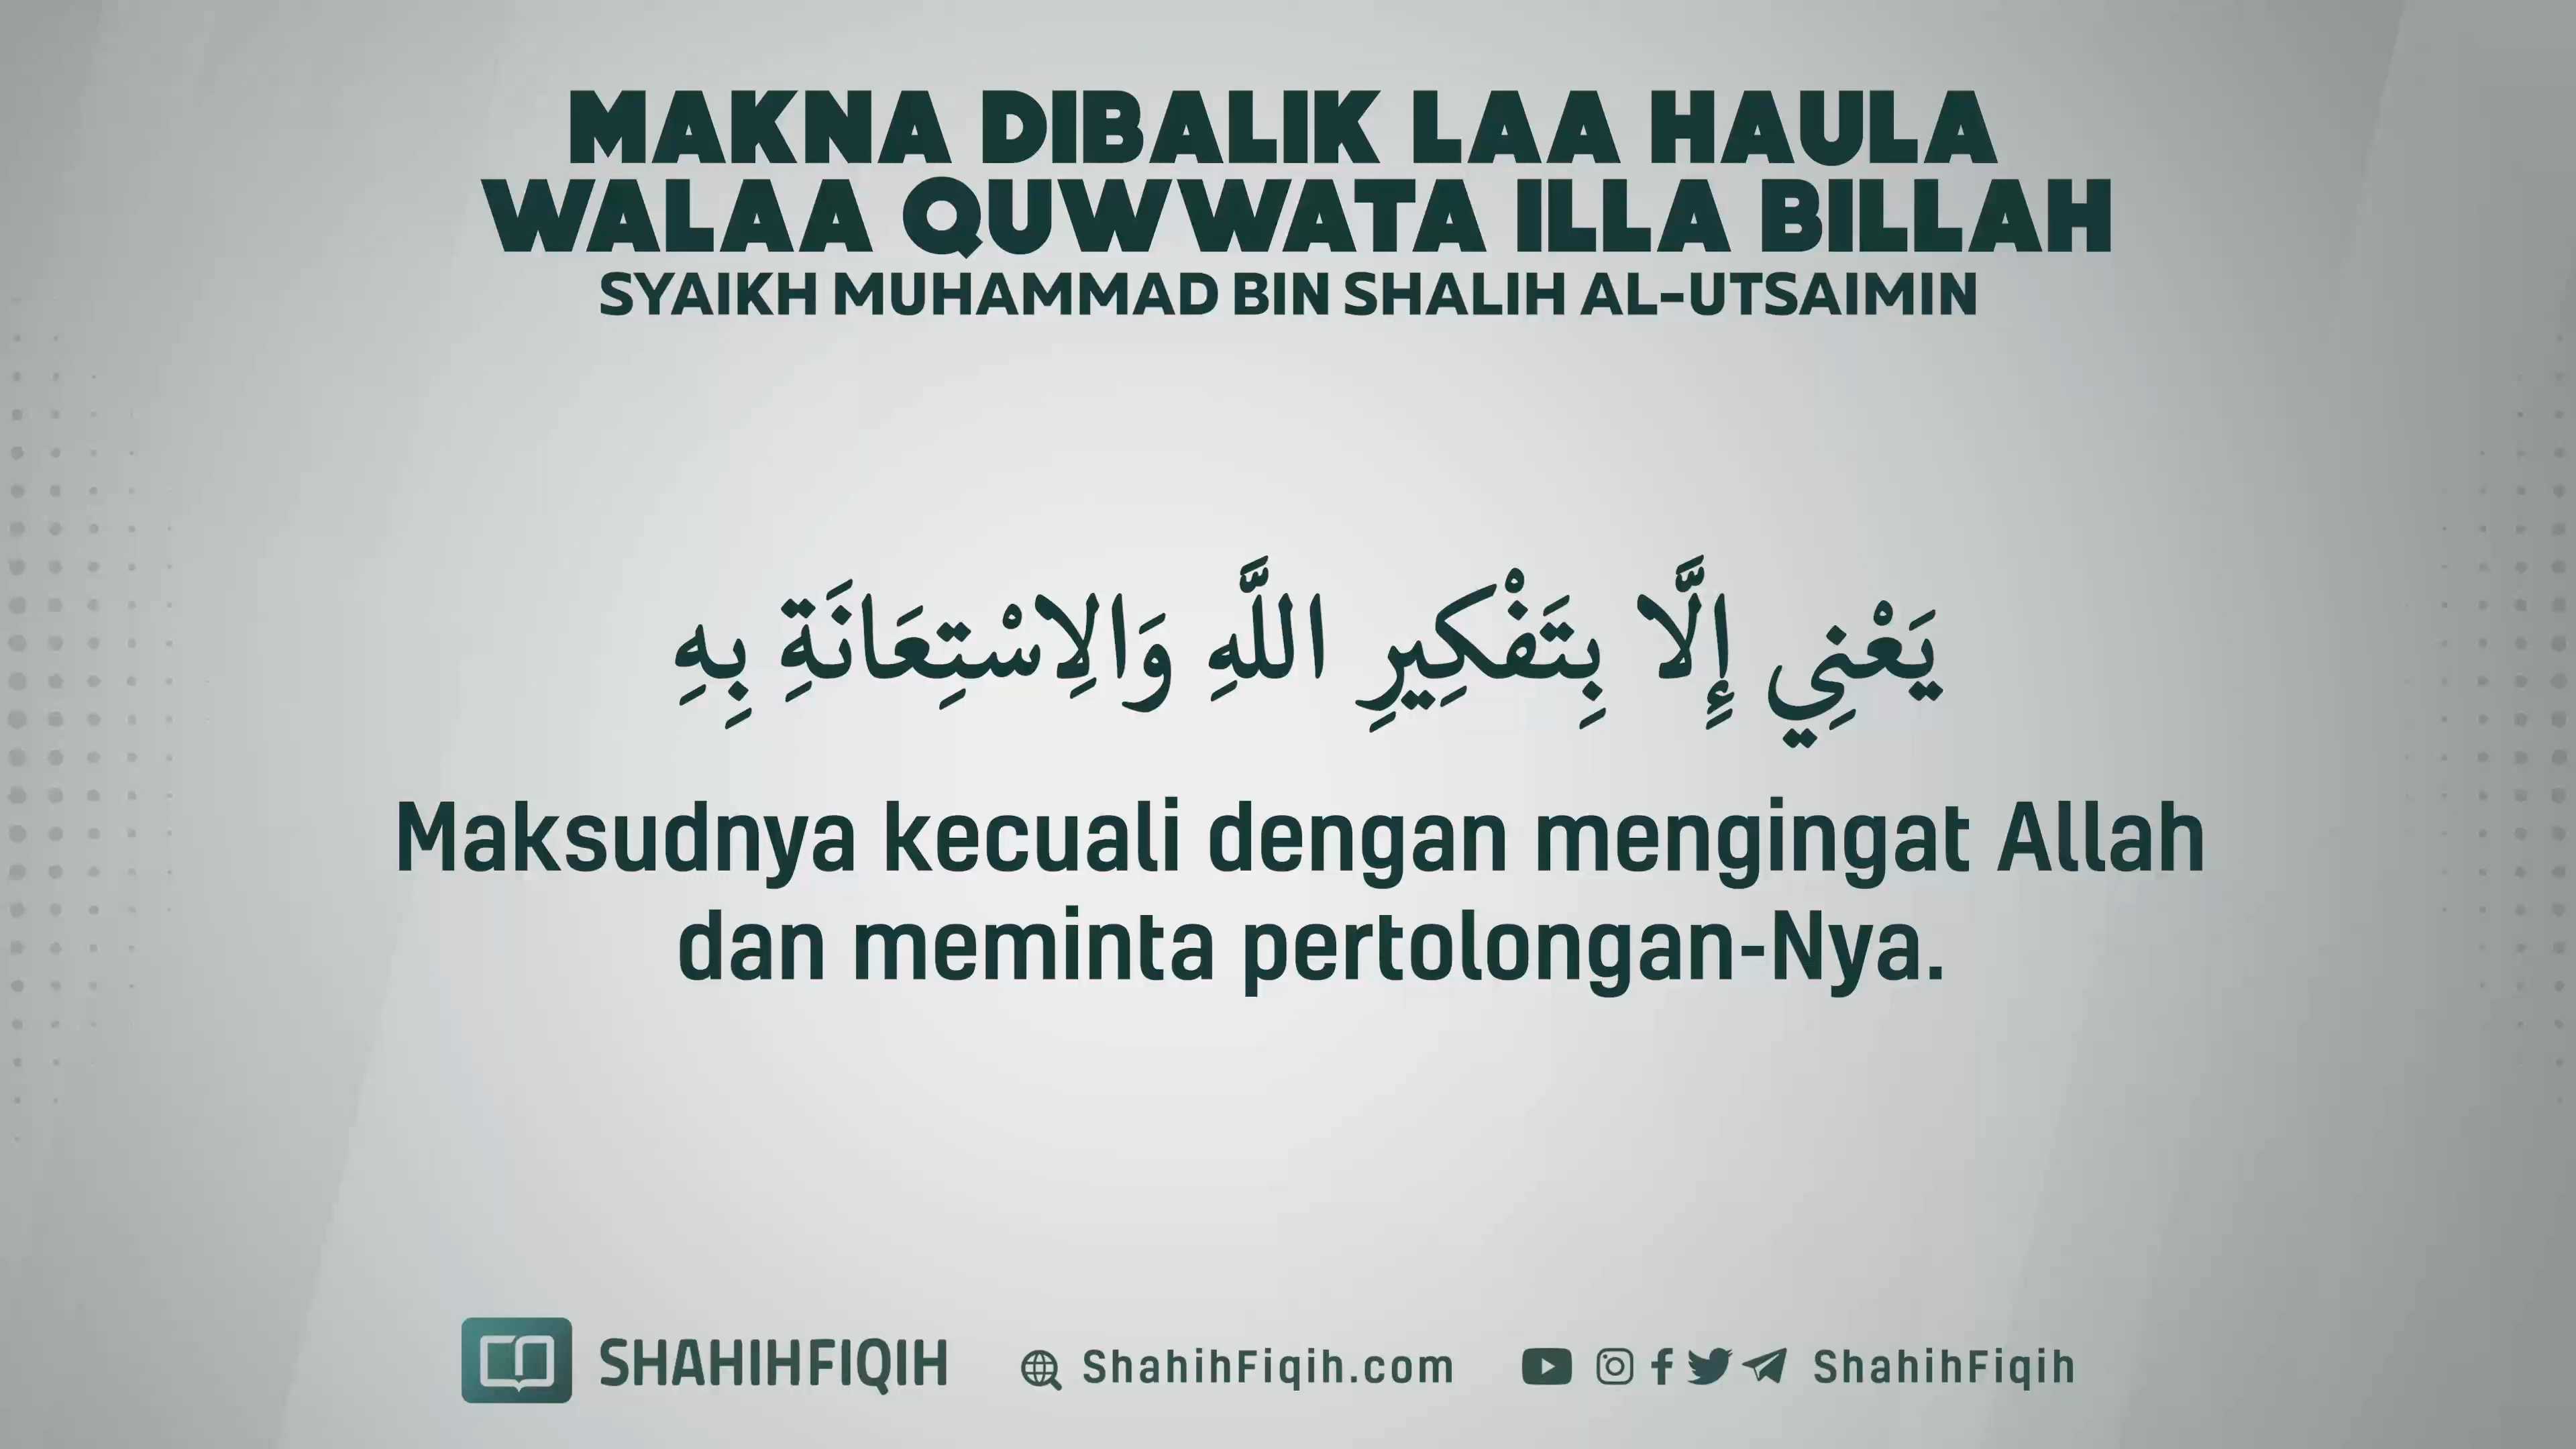 MAKNA DIBALIK LAA HAULA
WALAA QUWWATA ILLA BILLAH
SYAIKH MUHAMMAD BIN SHALIH AL-UTSAIMIN
يَعْنِي إِلَّا بِتَفْكِيرِ اللَّهِ وَالِاسْتِعَانَةِ بِهِ
Maksudnya kecuali dengan mengingat Allah
dan meminta pertolongan-Nya.
SHAHIHFIQIH ShahihFiqih.com ShahihFiqih